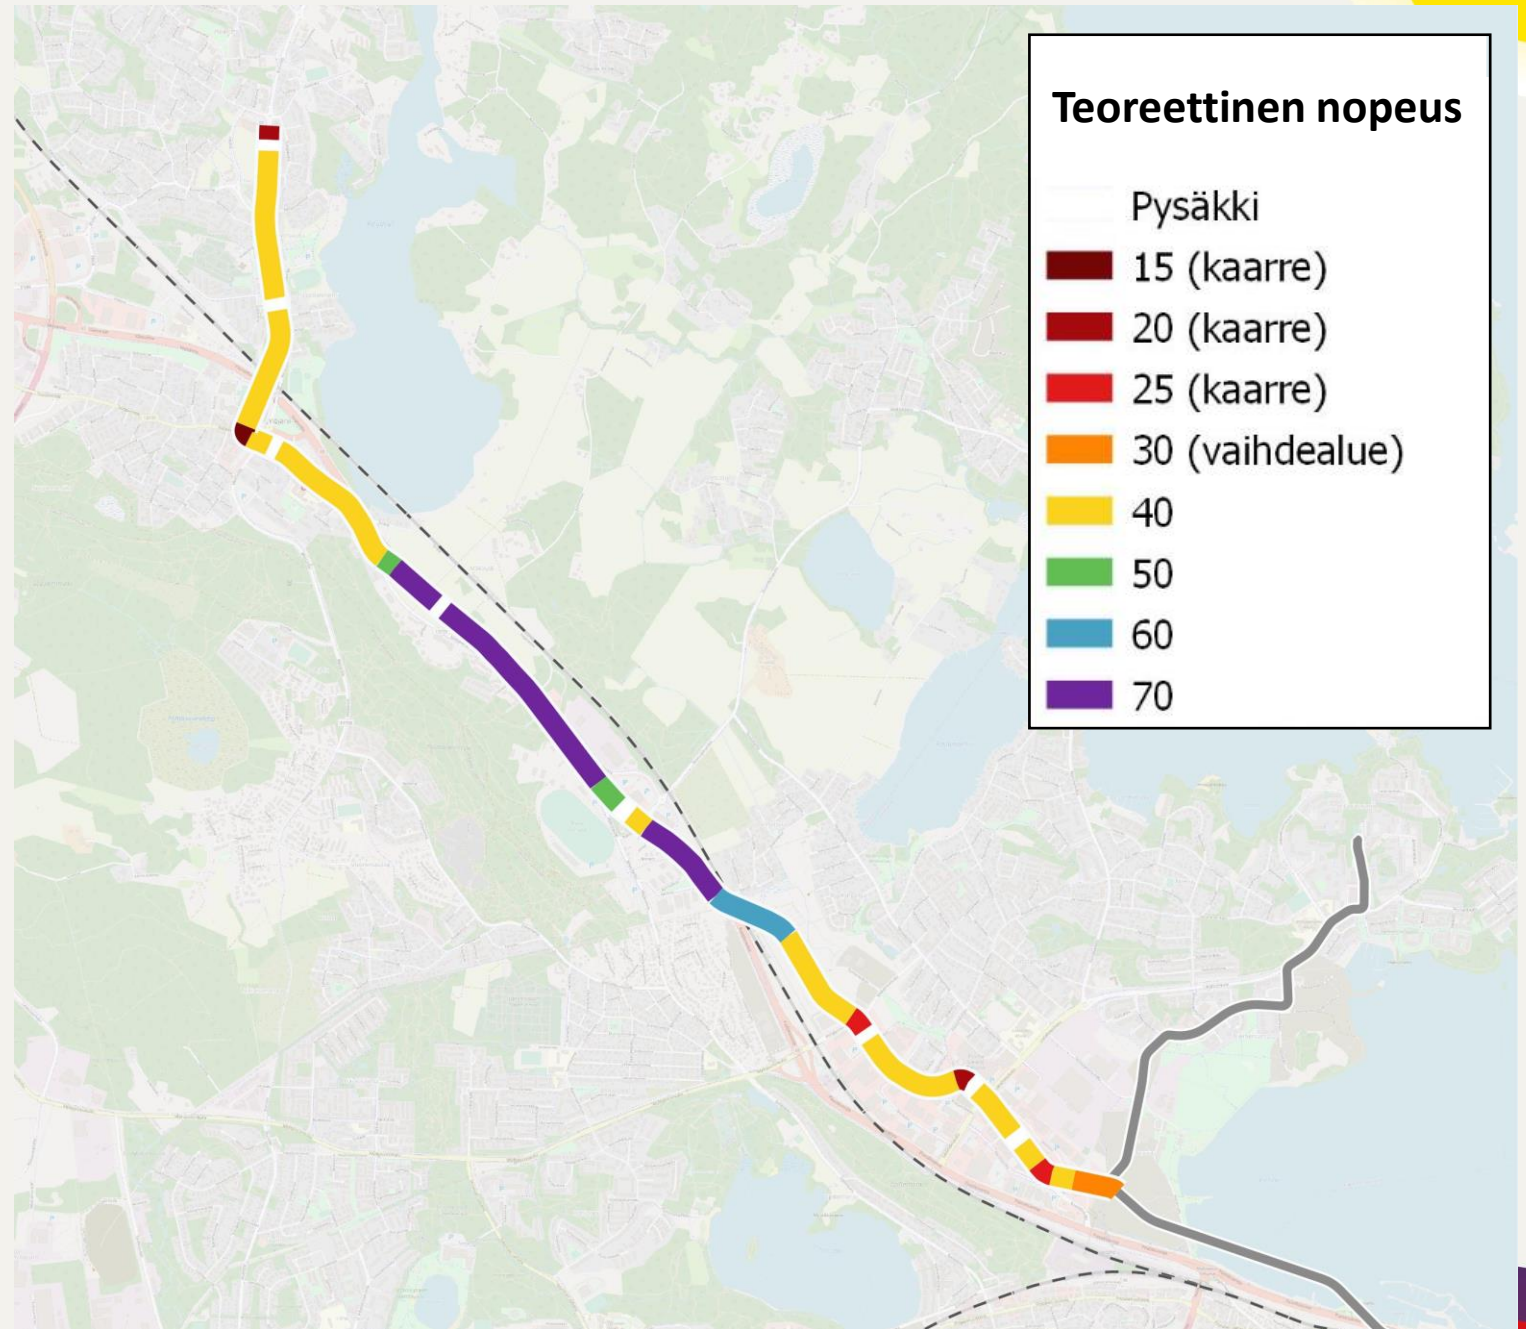 Teoreettinen nopeus
Pysäkki
15 (kaarre)
20 (kaarre)
25 (kaarre)
30 (vaihdealue)
40
50
60
70